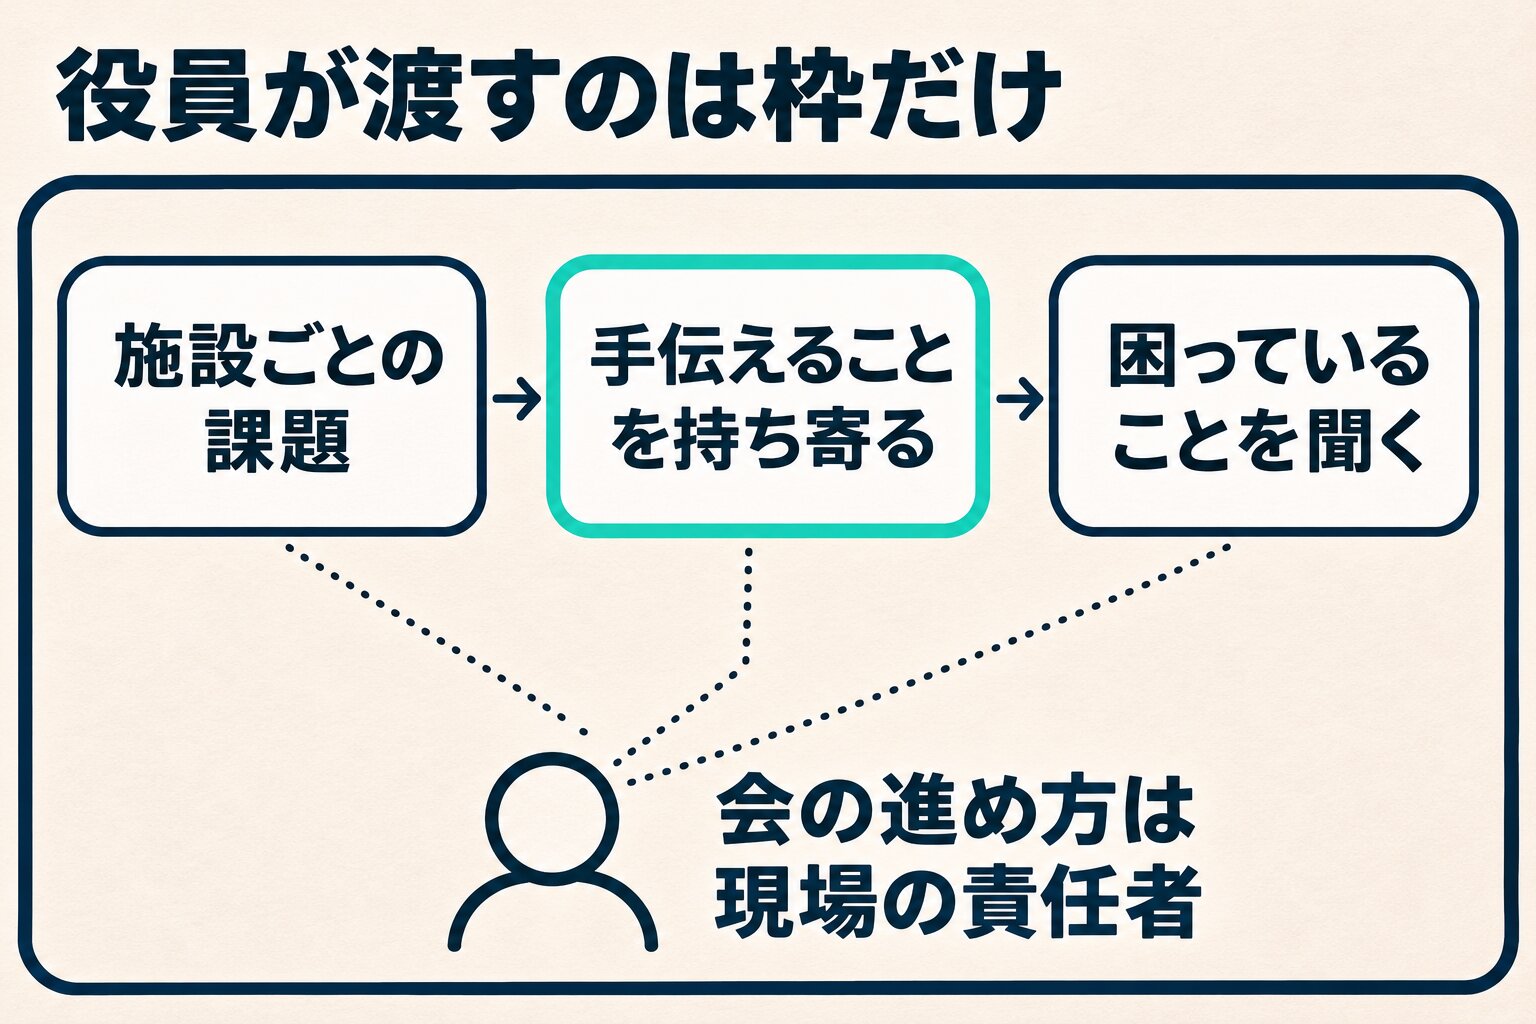 役員が渡すのは枠だけ
施設ごとの
課題
手伝えること
を持ち寄る
困っている
ことを聞く
会の進め方は
現場の責任者